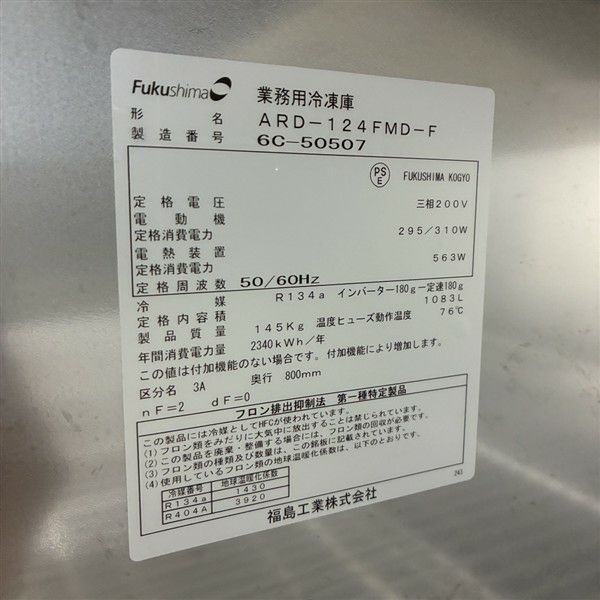 Fukushima 業務用冷凍庫
形名 ARD-124FMD-F
製造番号 6C-50507
PSE FUKUSHIMA KOGYO
定格電圧 三相200V
電動機
定格消費電力 295/310W
電熱装置
定格消費電力 563W
定格周波数 50/60Hz
冷媒 R134a インバーター180g一定速180g
定格内容積 1083L
製品質量 145Kg 温度ヒューズ動作温度 76℃
年間消費電力量 2340kWh/年
この値は付加機能のない場合です。付加機能により増加します。
区分名 3A 奥行 800mm
nF=2 dF=0
フロン排出抑制法 第一種特定製品
この製品には冷媒としてHFCが使われています。
(1) フロン類をみだりに大気中に放出することは禁じられています。
(2) この製品を廃棄・整備する場合には、フロン類の回収が必要です。
(3) フロン類の種類及び数量は、この銘板に記載されています。
(4) 使用しているフロン類の地球温暖化係数は、以下のとおりです。
冷媒番号 地球温暖化係数
R134a 1430
R404A 3920
243
福島工業株式会社